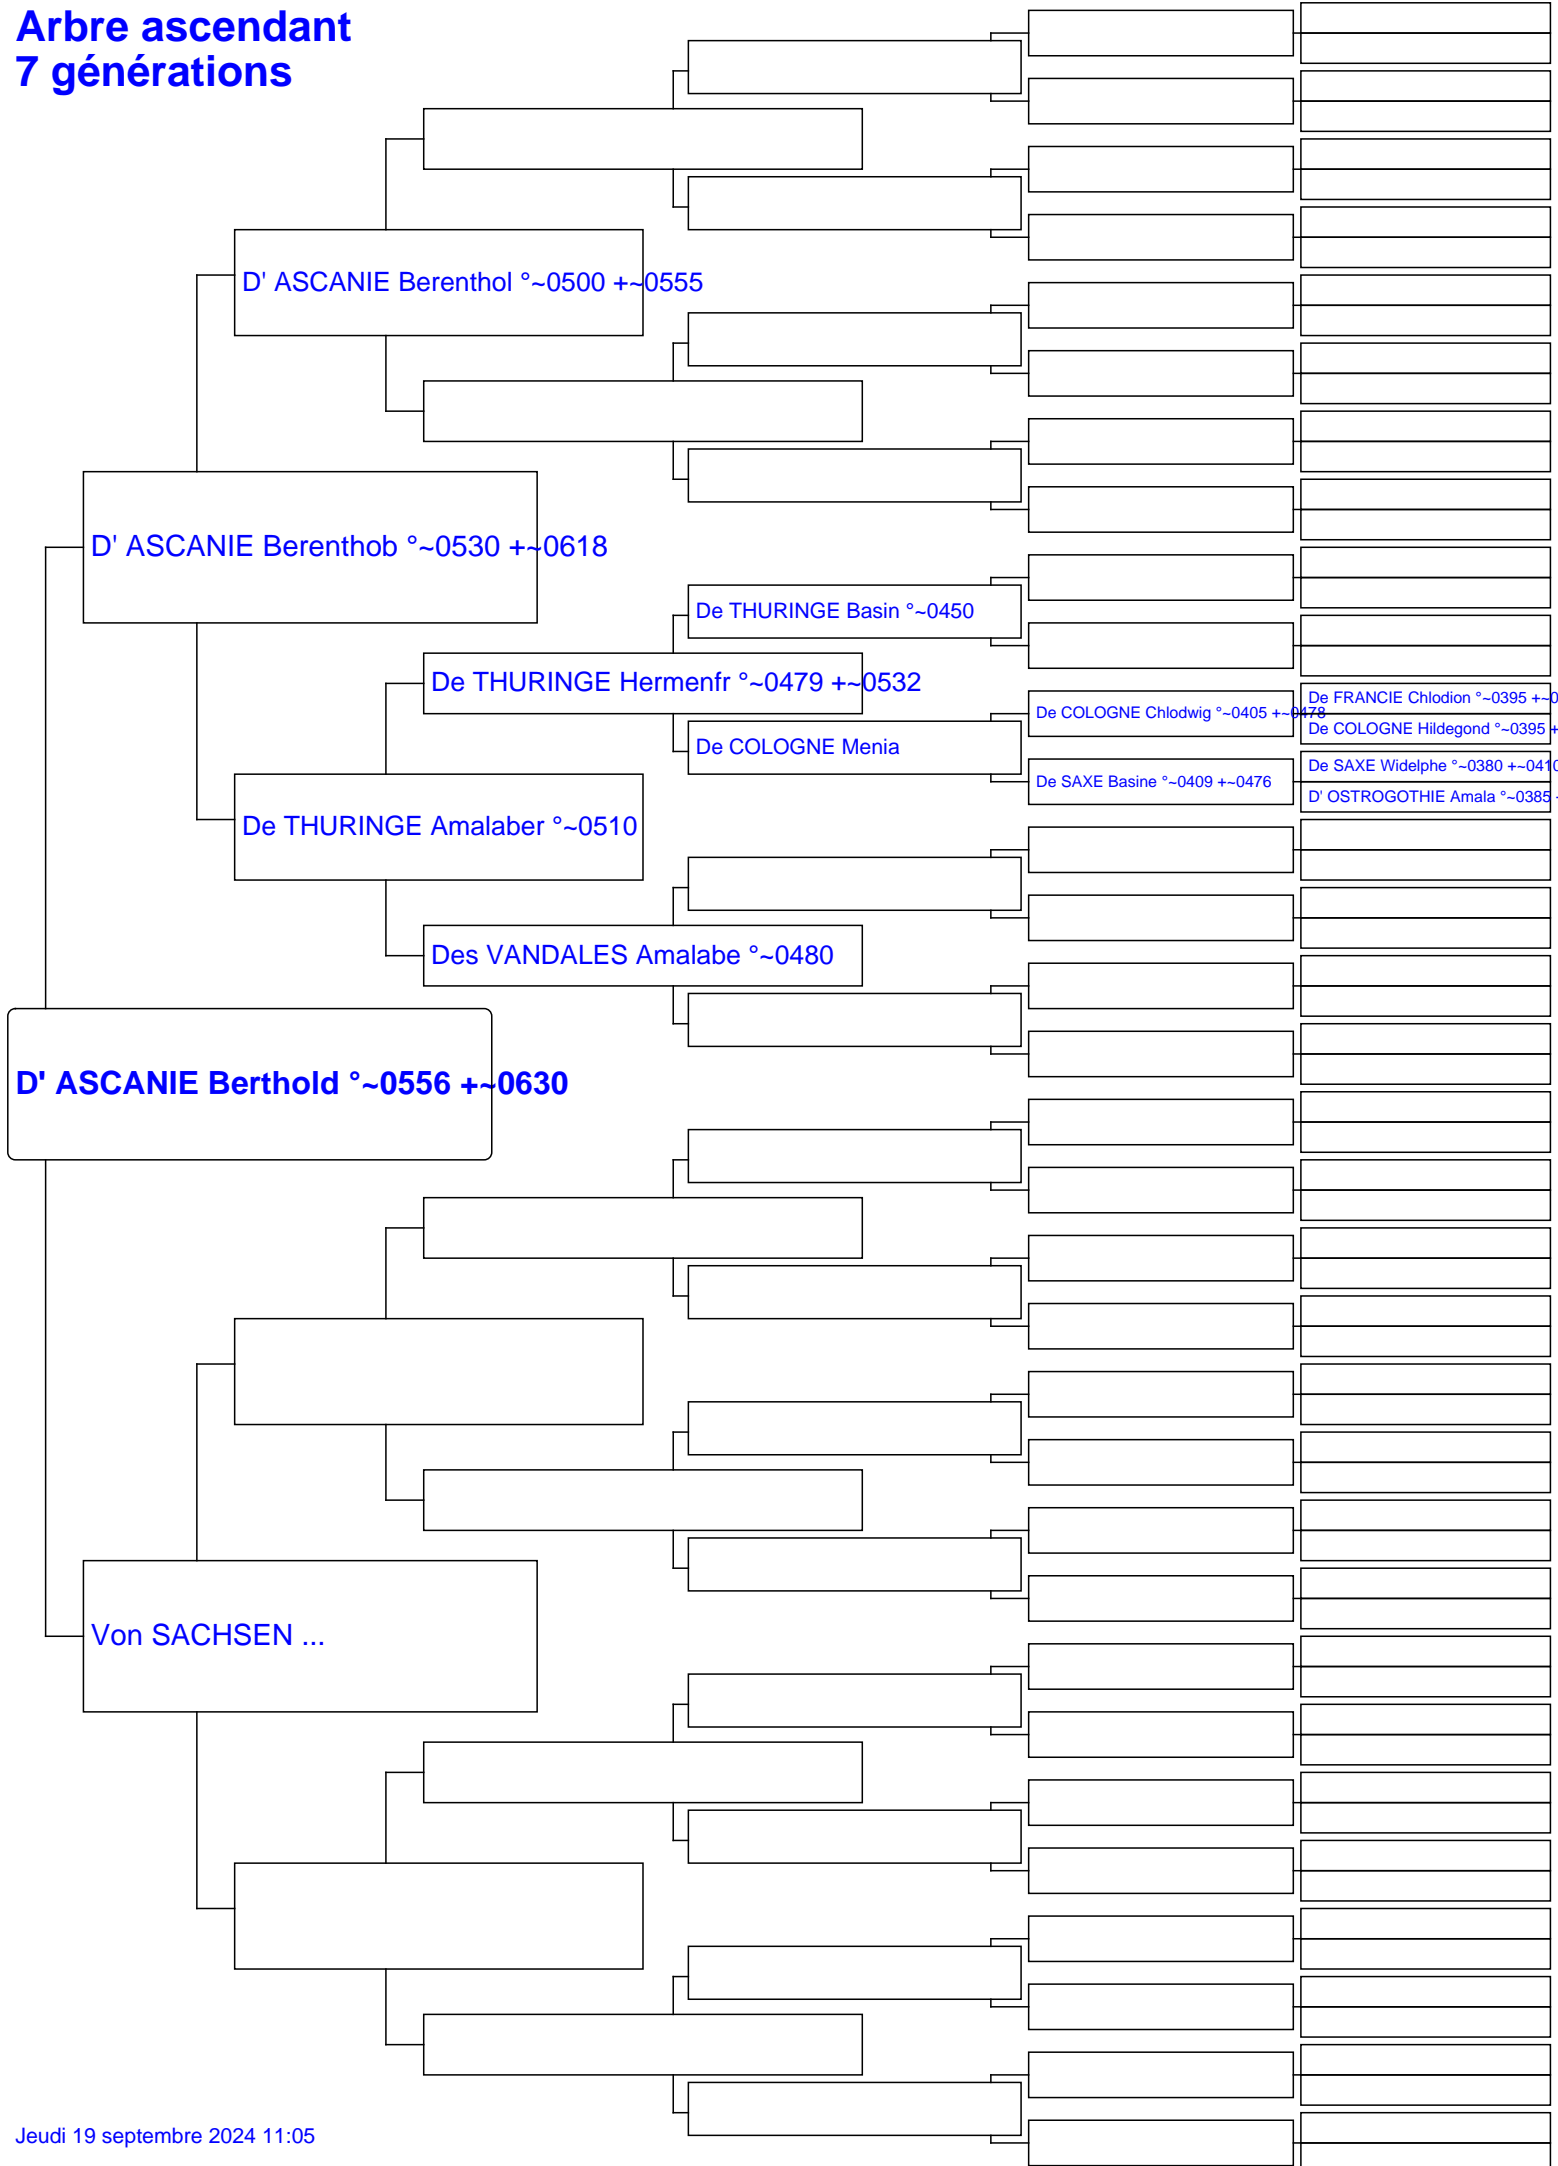 Arbre ascendant
7 générations
D' ASCANIE Berenthol °~0500 +~0555
D' ASCANIE Berenthob °~0530 +~0618
De THURINGE Basin °~0450
De THURINGE Hermenfr °~0479 +~0532
De FRANCIE Chlodion °~0395 +~0
De COLOGNE Chlodwig °~0405 +~0478
De COLOGNE Hildegond °~0395 +
De COLOGNE Menia
De SAXE Widelphe °~0380 +~0410
De SAXE Basine °~0409 +~0476
D' OSTROGOTHIE Amala °~0385 +
De THURINGE Amalaber °~0510
Des VANDALES Amalabe °~0480
D' ASCANIE Berthold °~0556 +~0630
Von SACHSEN ...
Jeudi 19 septembre 2024 11:05